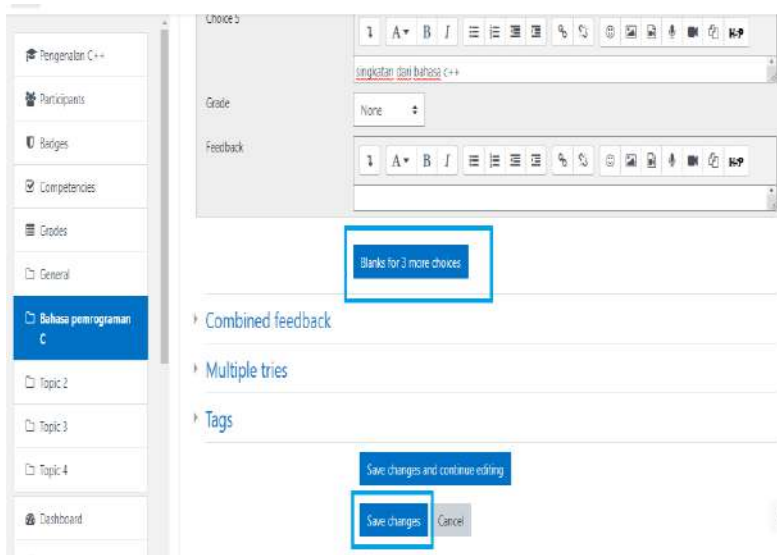 Pengenalan C++
Participants
Badges
Competencies
Grades
General
Bahasa pemrograman
C
Topic 2
Topic 3
Topic 4
Dashboard
Choice 5
A B I H-P
singkatan dari bahasa c++
Grade
None
Feedback
A B I H-P
Blanks for 3 more choices
Combined feedback
Multiple tries
Tags
Save changes and continue editing
Save changes
Cancel